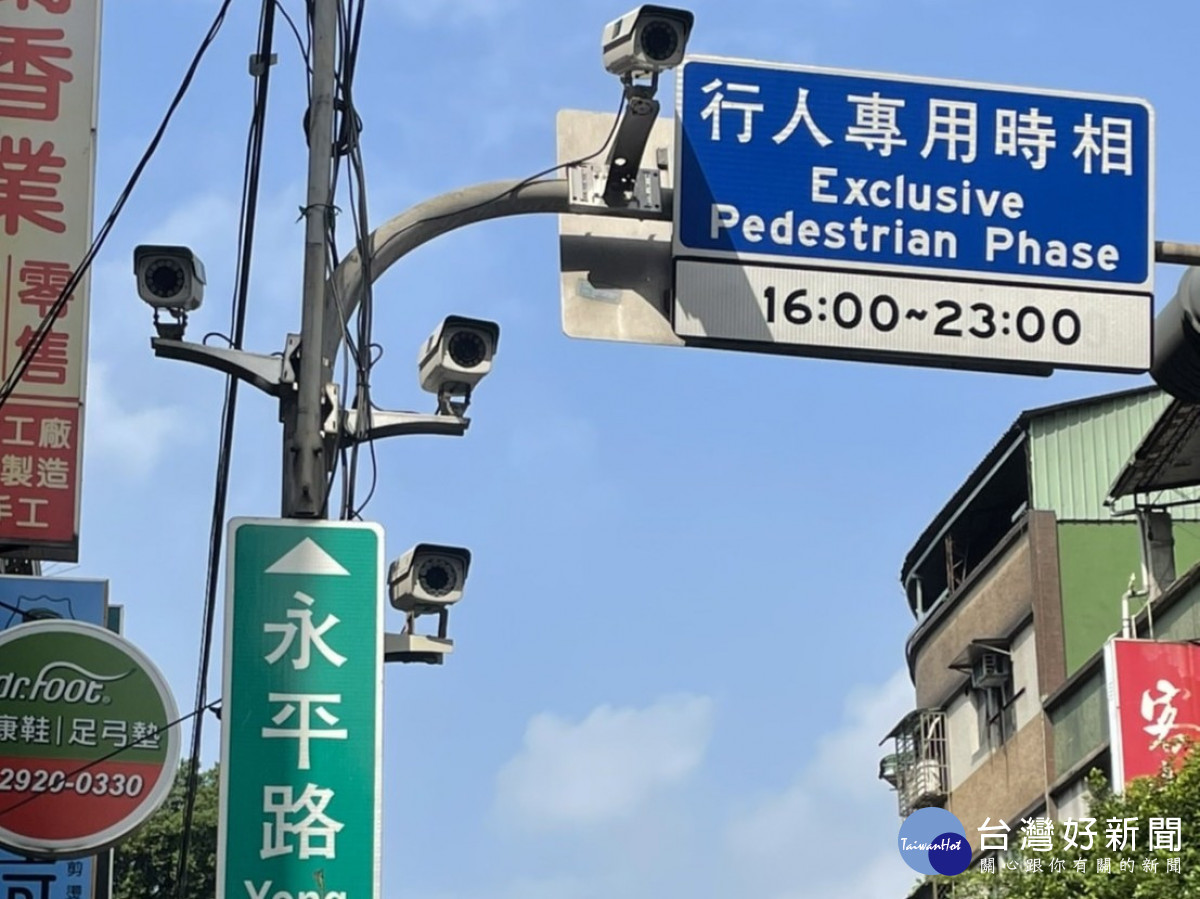 行人專用時相
Exclusive
Pedestrian Phase
16:00~23:00
香
業
零
售
工廠
製造
手工
永
平
路
Yong
dr.foot®
康鞋|足弓墊
2920-0330
TaiwanHot
台灣好新聞
關心跟你有關的新聞